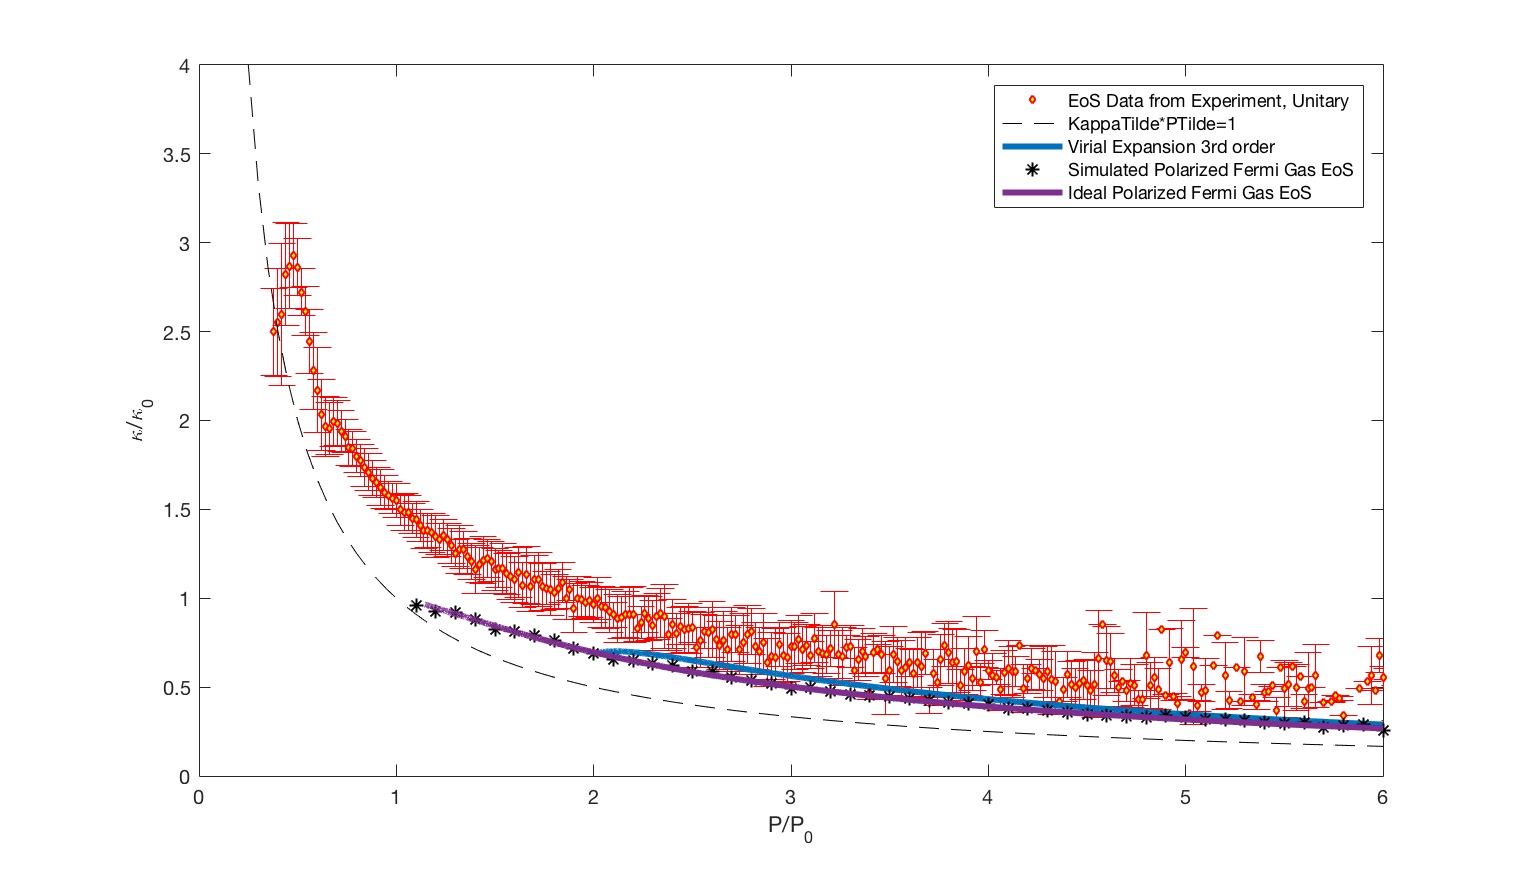 4
3.5
3
2.5
2
1.5
1
0.5
0
κ/κ0
0 1 2 3 4 5 6
P/P0
EoS Data from Experiment, Unitary
KappaTilde*PTilde=1
Virial Expansion 3rd order
Simulated Polarized Fermi Gas EoS
Ideal Polarized Fermi Gas EoS